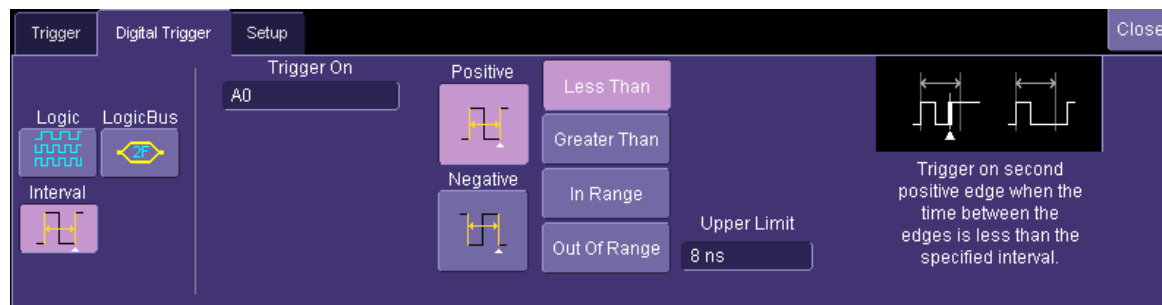 Trigger
Digital Trigger
Setup
Close
Logic
LogicBus
2F
Interval
Trigger On
A0
Positive
Negative
Less Than
Greater Than
In Range
Out Of Range
Upper Limit
8 ns
Trigger on second
positive edge when the
time between the
edges is less than the
specified interval.